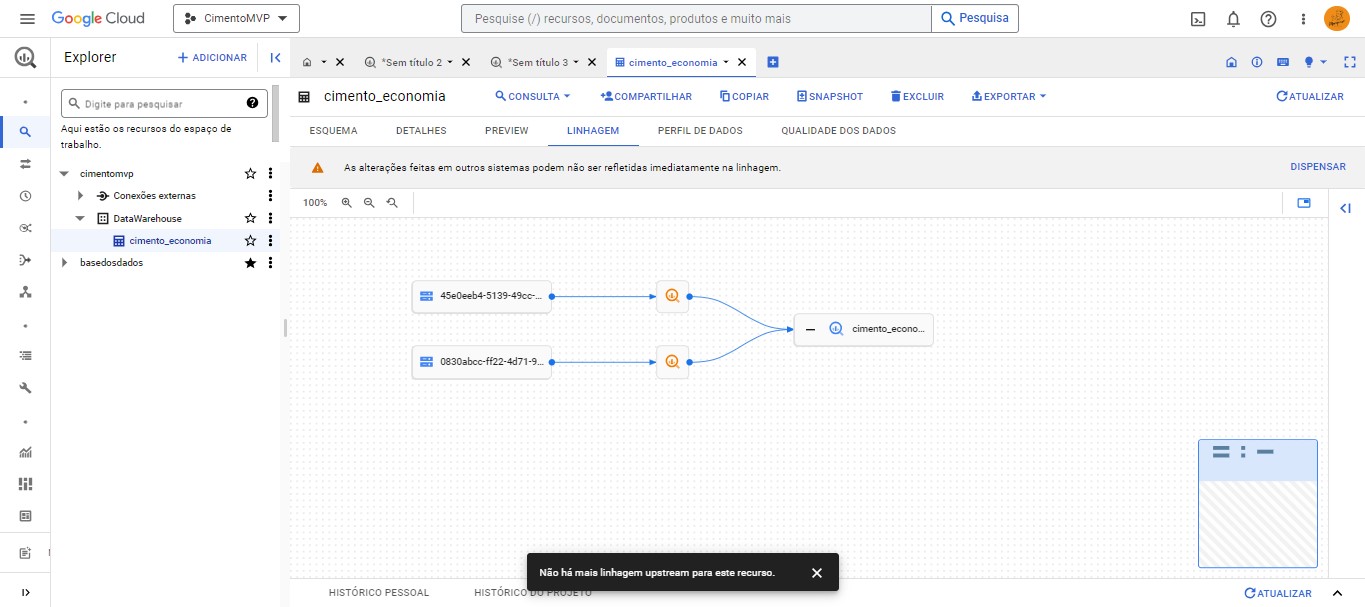 Google Cloud
CimentoMVP
Pesquise (/) recursos, documentos, produtos e muito mais
Pesquisa
Explorer
ADICIONAR
*Sem título 2
*Sem título 3
cimento_economia
Digite para pesquisar
Aqui estão os recursos do espaço de
trabalho.
cimentomvp
Conexões externas
DataWarehouse
cimento_economia
basedosdados
cimento_economia
CONSULTA
COMPARTILHAR
COPIAR
SNAPSHOT
EXCLUIR
EXPORTAR
ATUALIZAR
ESQUEMA
DETALHES
PREVIEW
LINHAGEM
PERFIL DE DADOS
QUALIDADE DOS DADOS
As alterações feitas em outros sistemas podem não ser refletidas imediatamente na linhagem.
DISPENSAR
100%
45e0eeb4-5139-49cc-...
cimento_econo...
0830abcc-ff22-4d71-9...
Não há mais linhagem upstream para este recurso.
HISTÓRICO PESSOAL
HISTÓRICO DO PROJETO
ATUALIZAR